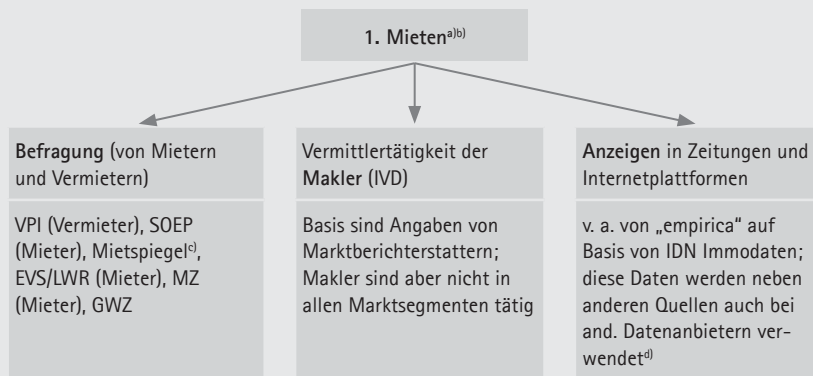 1. Mieten a)b)
Befragung (von Mietern
und Vermietern)
VPI (Vermieter), SOEP
(Mieter), Mietspiegel c),
EVS/LWR (Mieter), MZ
(Mieter), GWZ
Vermittlertätigkeit der
Makler (IVD)
Basis sind Angaben von
Marktberichterstattern;
Makler sind aber nicht in
allen Marktsegmenten tätig
Anzeigen in Zeitungen und
Internetplattformen
v. a. von „empirica“ auf
Basis von IDN Immodaten;
diese Daten werden neben
anderen Quellen auch bei
and. Datenanbietern ver-
wendet d)